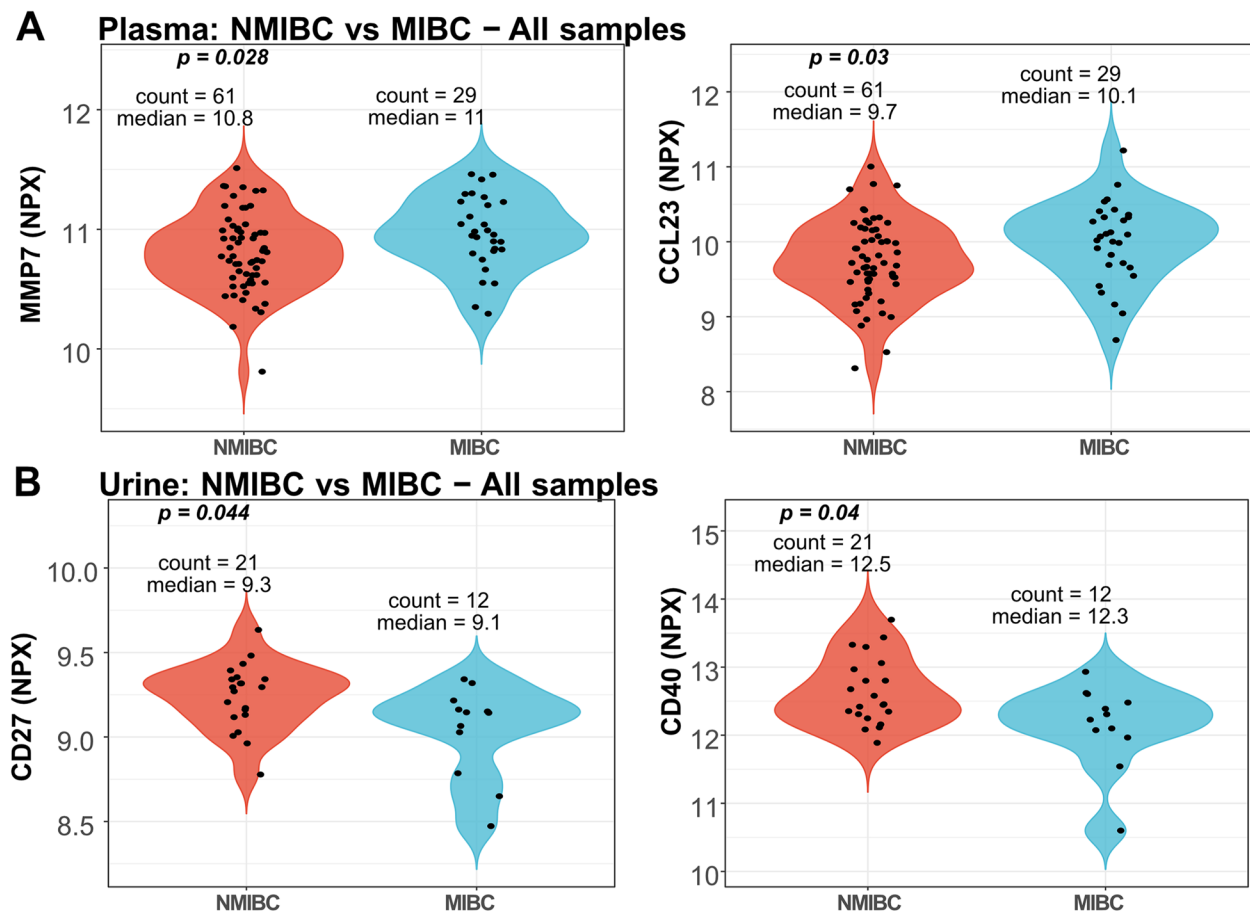 A Plasma: NMIBC vs MIBC – All samples
p = 0.028
count = 61
median = 10.8
count = 29
median = 11
12
11
10
MMP7 (NPX)
NMIBC MIBC
p = 0.03
count = 61
median = 9.7
count = 29
median = 10.1
12
11
10
9
8
CCL23 (NPX)
NMIBC MIBC
B Urine: NMIBC vs MIBC – All samples
p = 0.044
count = 21
median = 9.3
count = 12
median = 9.1
10.0
9.5
9.0
8.5
CD27 (NPX)
NMIBC MIBC
p = 0.04
count = 21
median = 12.5
count = 12
median = 12.3
15
14
13
12
11
10
CD40 (NPX)
NMIBC MIBC